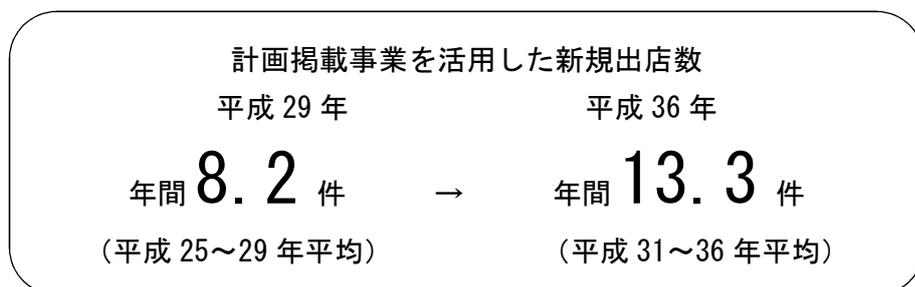 計画掲載事業を活用した新規出店数
平成 29 年 平成 36 年
年間 8.2 件 → 年間 13.3 件
(平成 25～29 年平均) (平成 31～36 年平均)